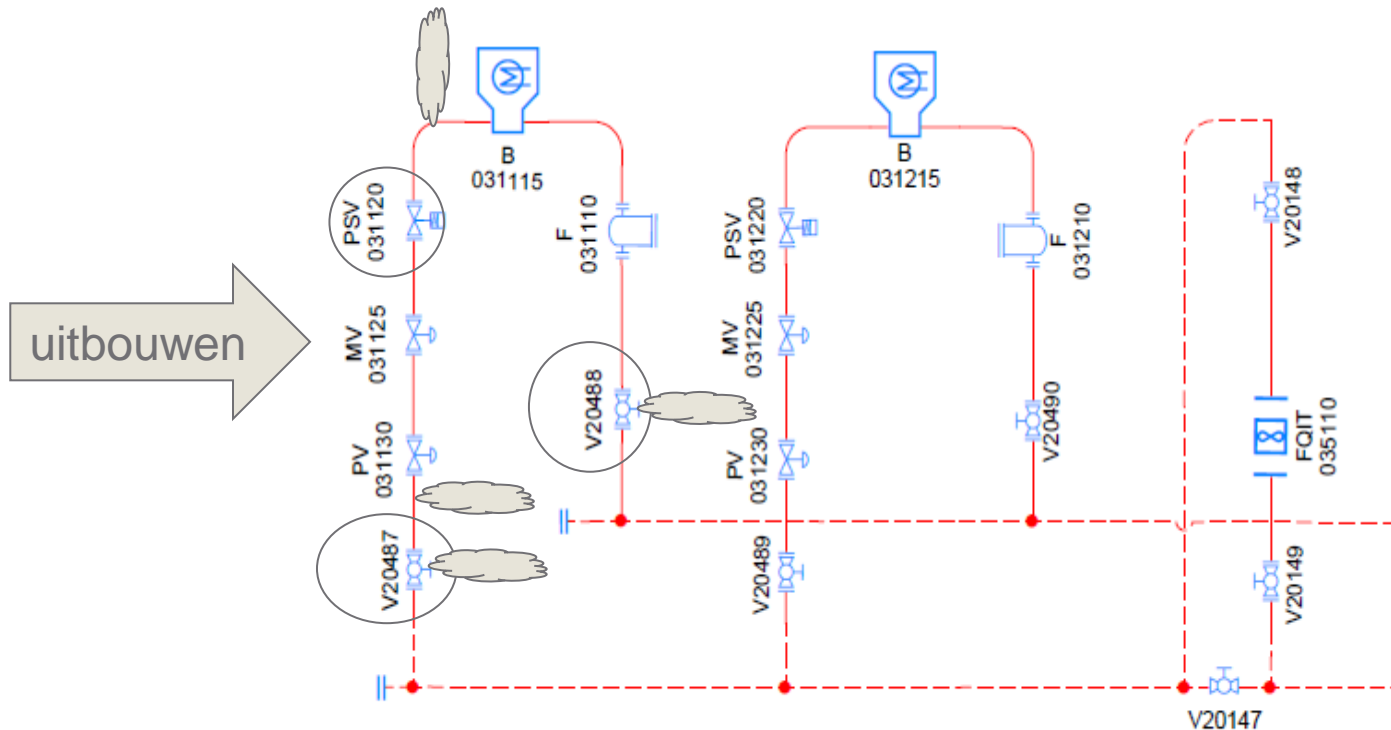 uitbouwen
M
B
031115
PSV
031120
F
031110
MV
031125
V20488
PV
031130
V20487
M
B
031215
PSV
031220
F
031210
MV
031225
V20490
PV
031230
V20489
V20148
FQIT
035110
V20149
V20147